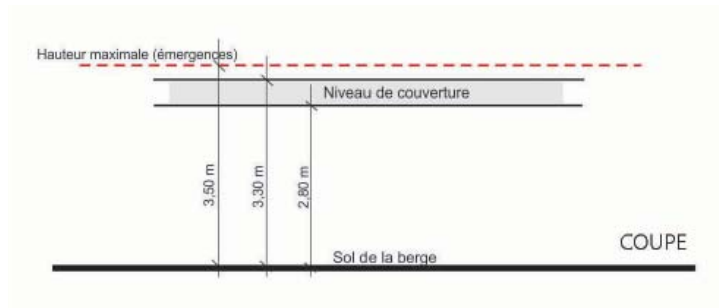 Hauteur maximale (émergences)
Niveau de couverture
3,50 m
3,30 m
2,80 m
COUPE
Sol de la berge